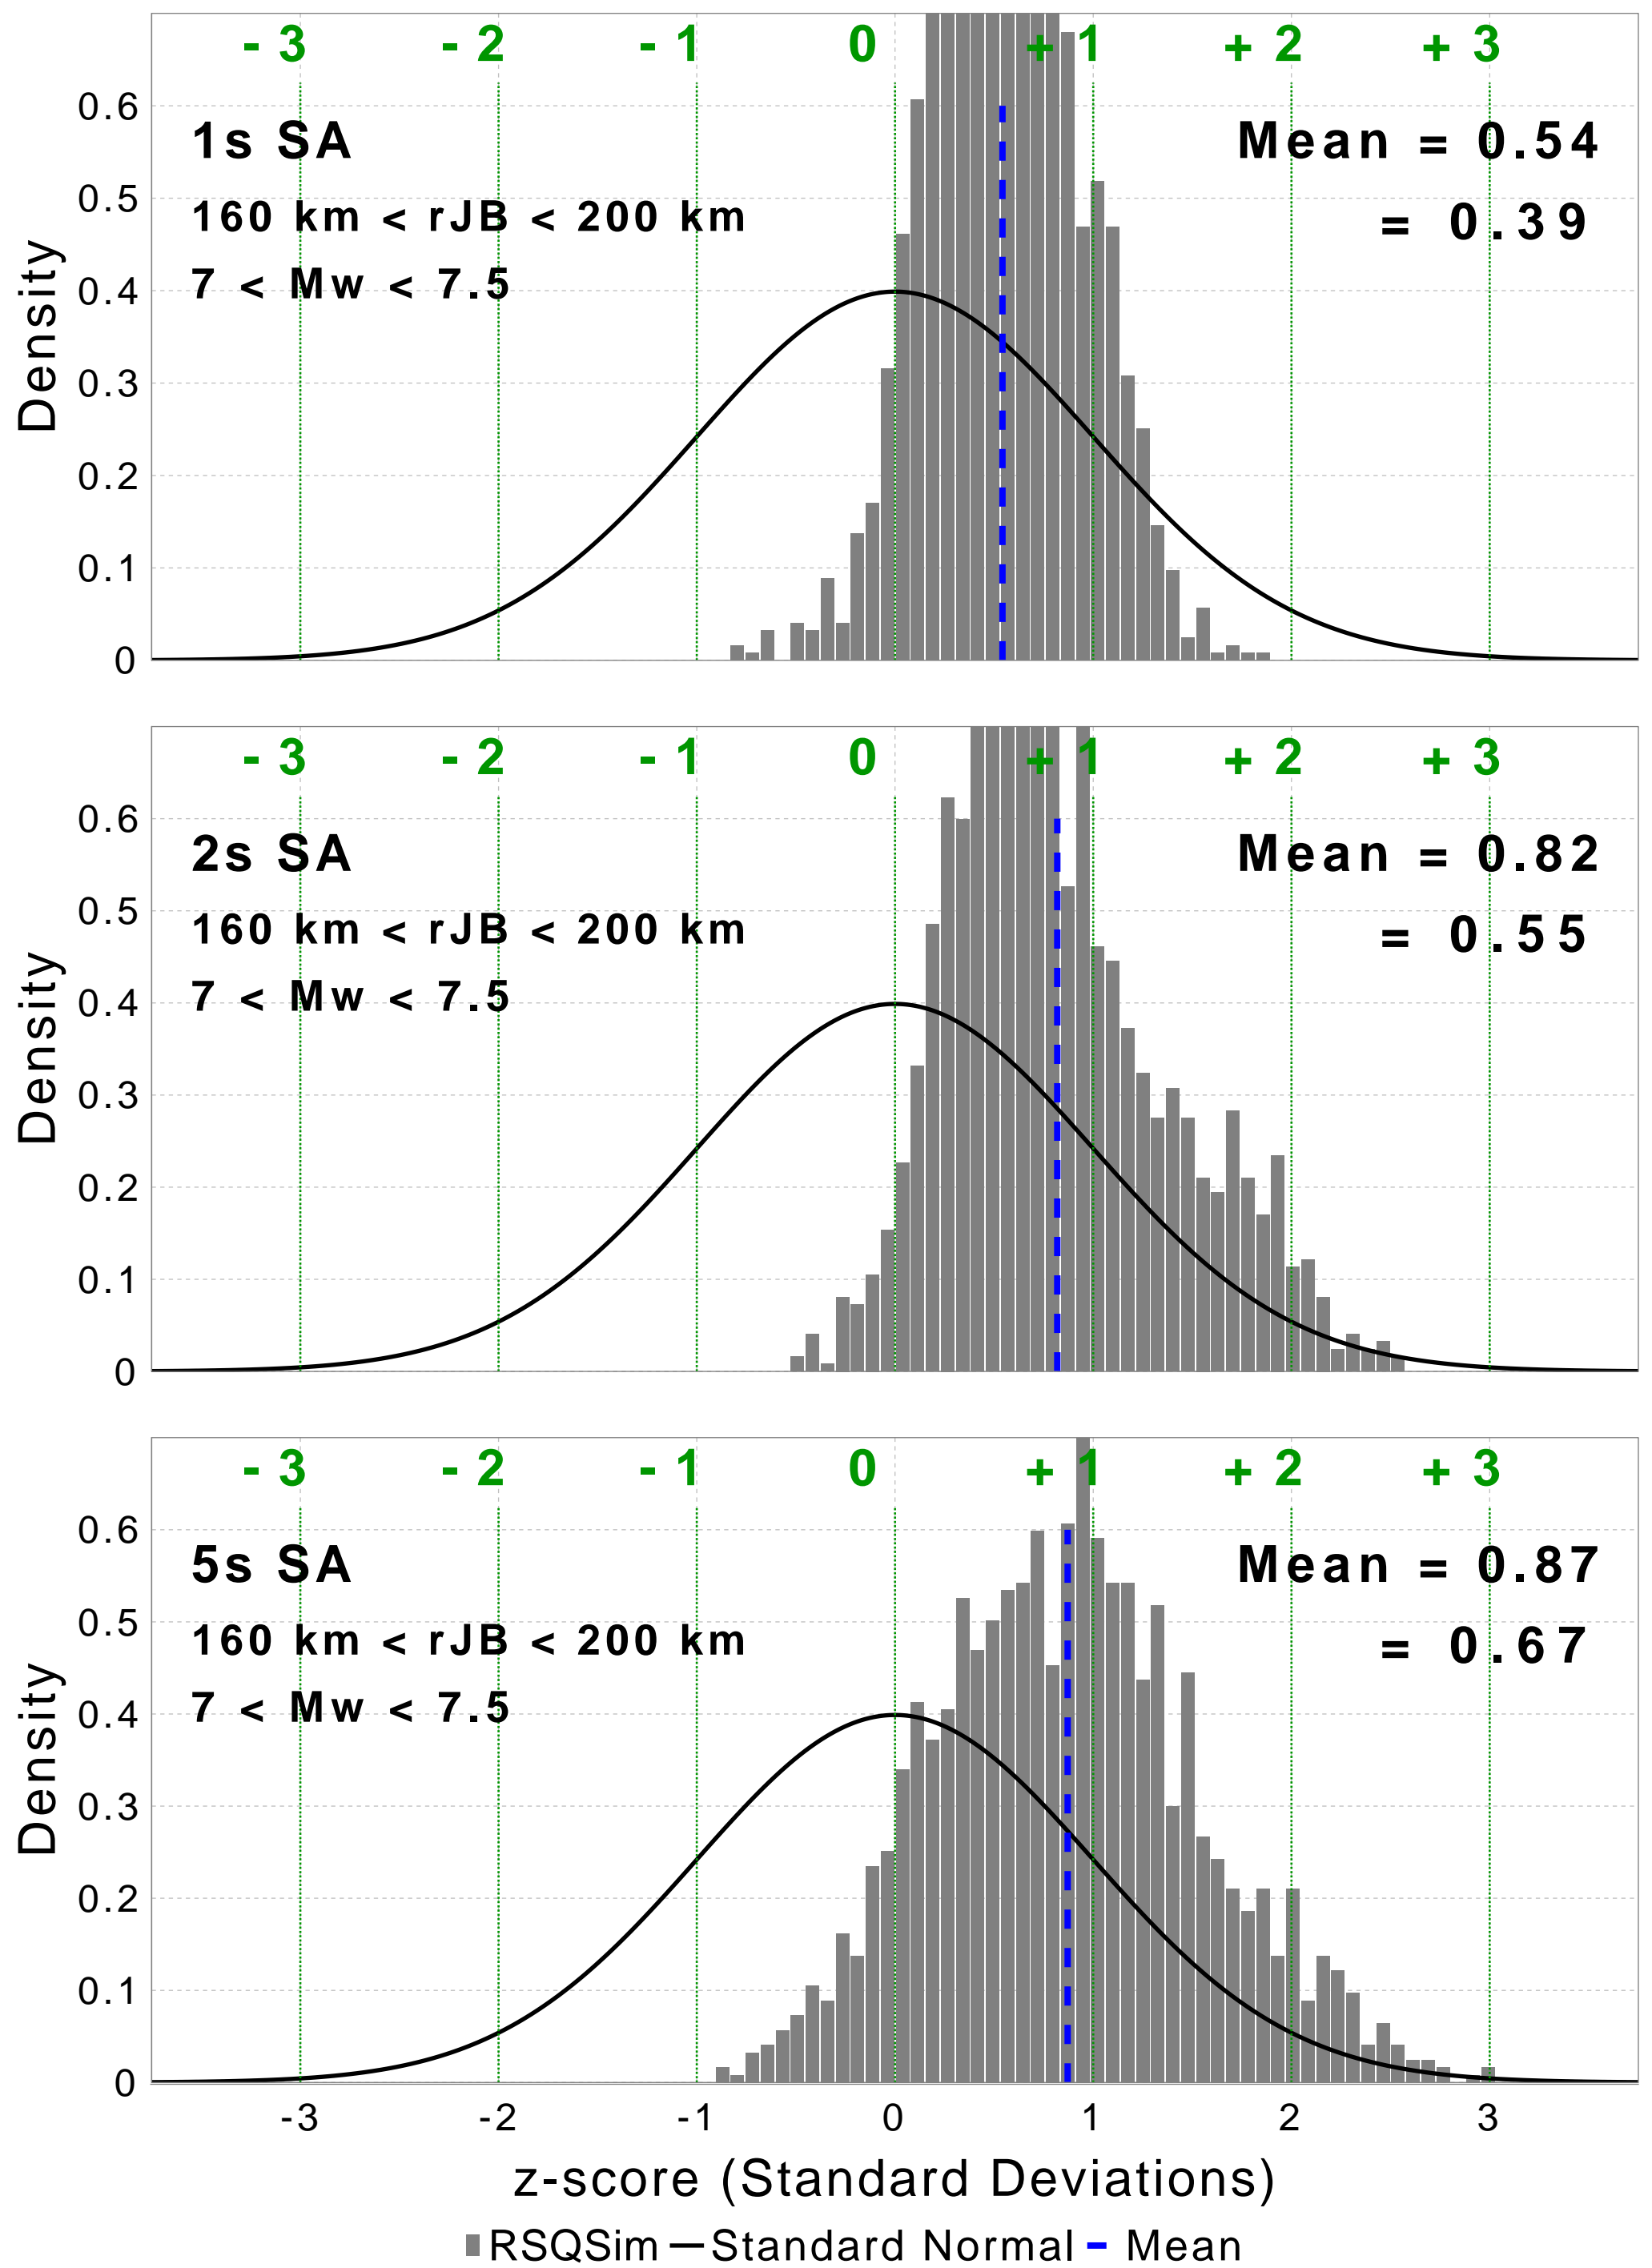 - 3 - 2 - 1 0 + 1 + 2 + 3
0.6
1s SA
Mean = 0.54
0.5
160 km < rJB < 200 km
= 0.39
7 < Mw < 7.5
0.4
Density
0.3
0.2
0.1
0
- 3 - 2 - 1 0 + 1 + 2 + 3
0.6
2s SA
Mean = 0.82
0.5
160 km < rJB < 200 km
= 0.55
7 < Mw < 7.5
0.4
Density
0.3
0.2
0.1
0
- 3 - 2 - 1 0 + 1 + 2 + 3
0.6
5s SA
Mean = 0.87
0.5
160 km < rJB < 200 km
= 0.67
7 < Mw < 7.5
0.4
Density
0.3
0.2
0.1
0
-3 -2 -1 0 1 2 3
z-score (Standard Deviations)
RSQSim Standard Normal Mean